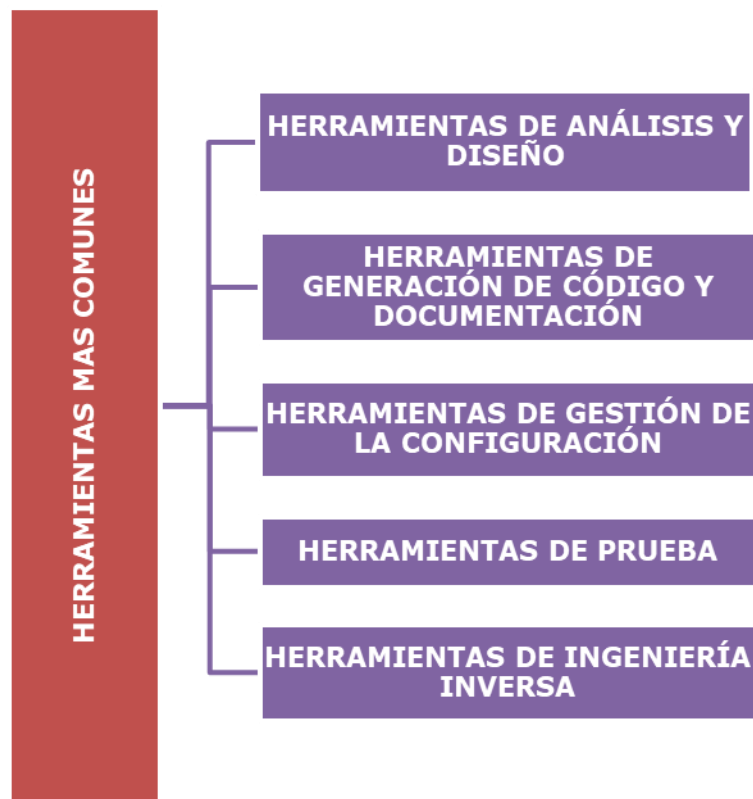 HERRAMIENTAS MAS COMUNES
HERRAMIENTAS DE ANÁLISIS Y
DISEÑO
HERRAMIENTAS DE
GENERACIÓN DE CÓDIGO Y
DOCUMENTACIÓN
HERRAMIENTAS DE GESTIÓN DE
LA CONFIGURACIÓN
HERRAMIENTAS DE PRUEBA
HERRAMIENTAS DE INGENIERÍA
INVERSA